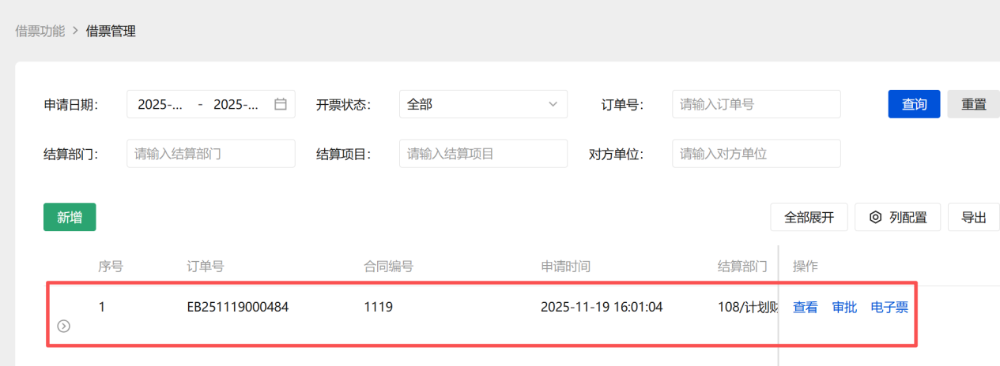 借票功能 > 借票管理
申请日期： 2025-... - 2025-... 开票状态： 全部 订单号： 请输入订单号 查询 重置
结算部门： 请输入结算部门 结算项目： 请输入结算项目 对方单位： 请输入对方单位
新增 全部展开 列配置 导出
序号 订单号 合同编号 申请时间 结算部门 操作
1 EB251119000484 1119 2025-11-19 16:01:04 108/计划财 查看 审批 电子票